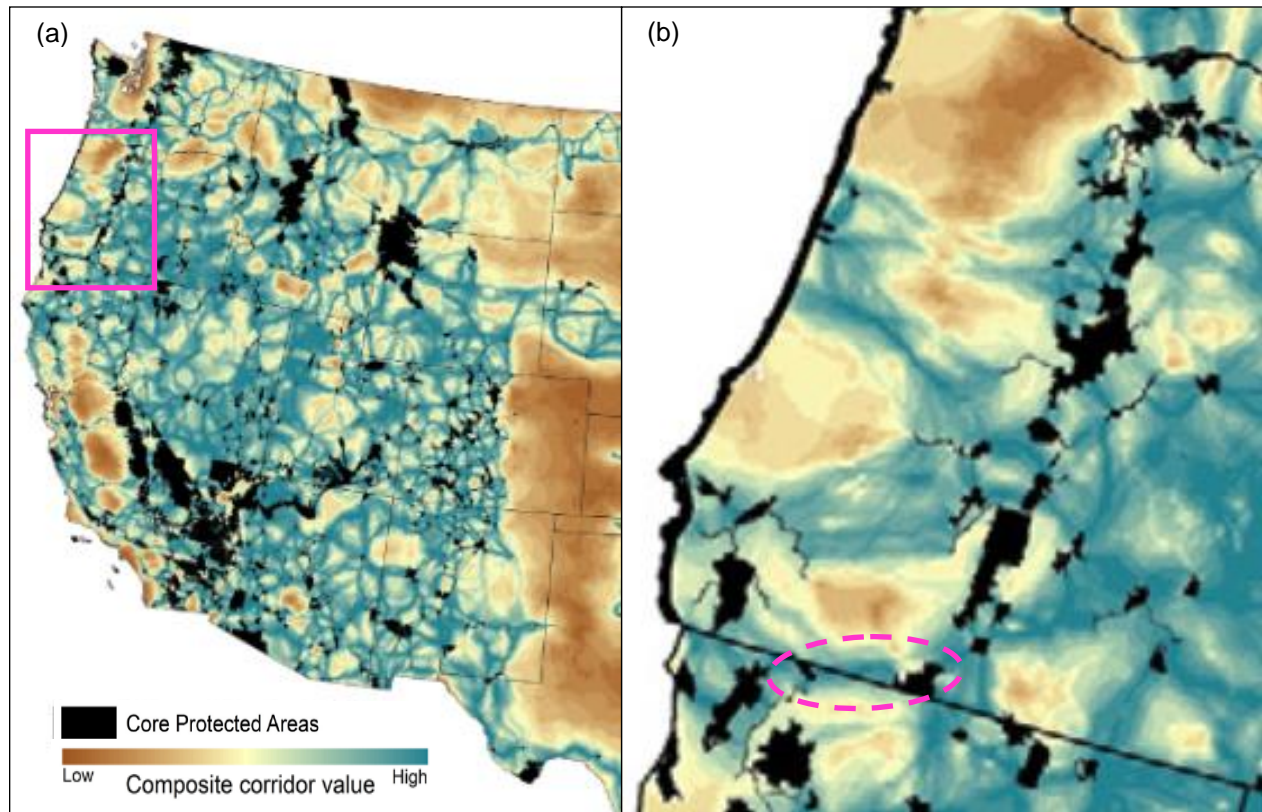 (a)
(b)
Core Protected Areas
Low
High
Composite corridor value